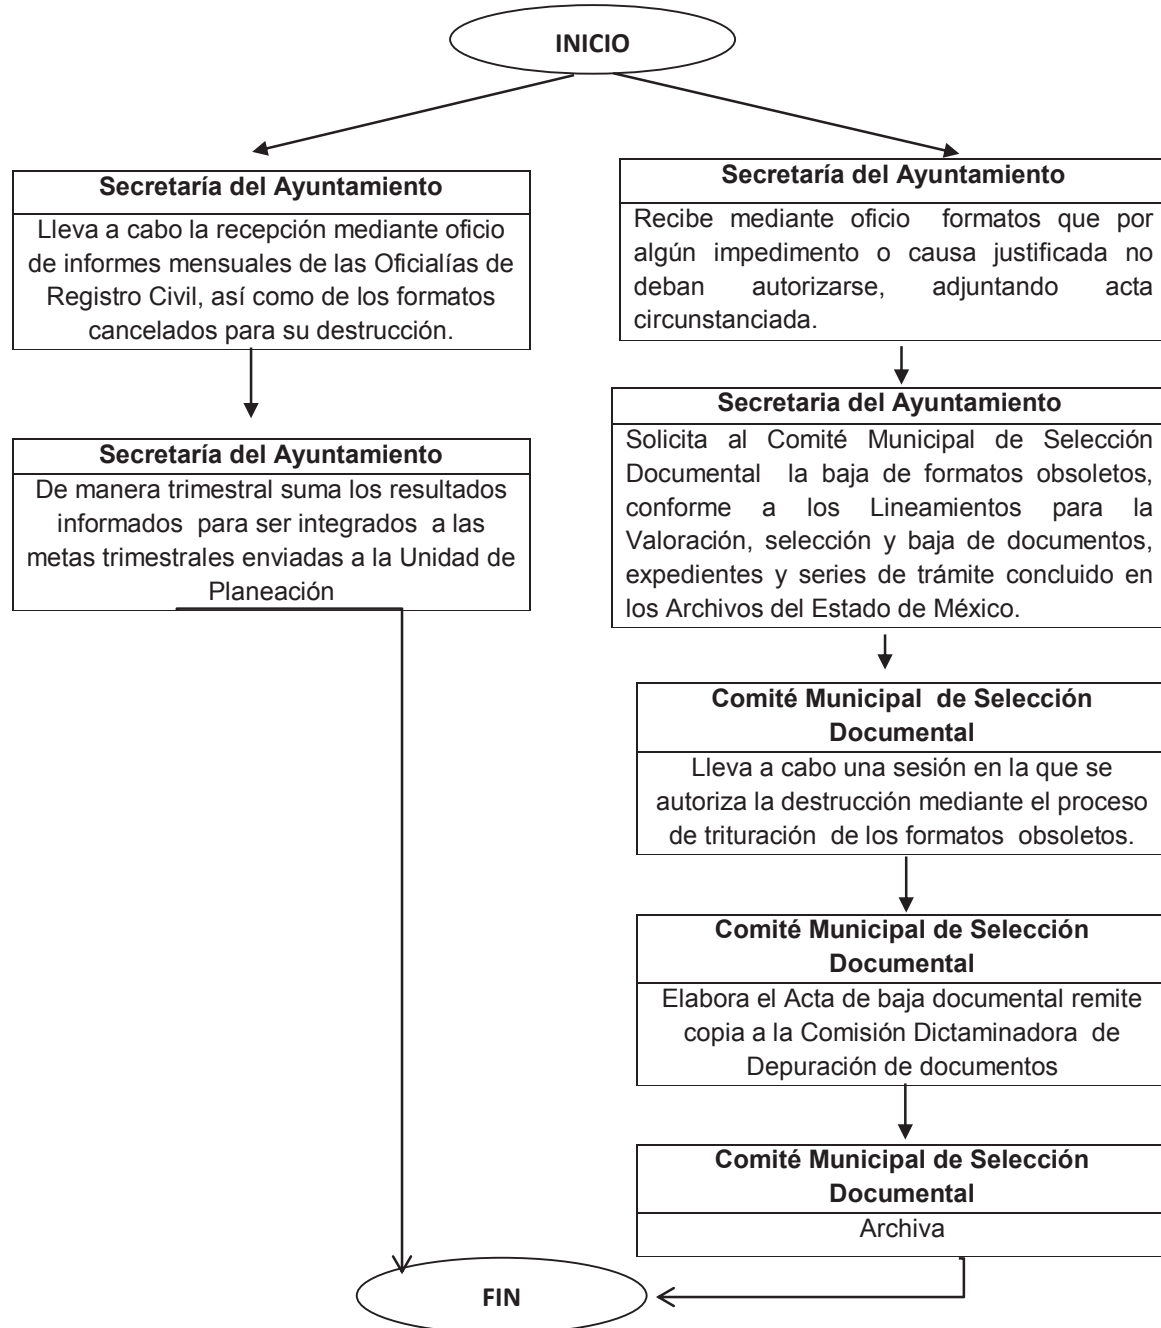 INICIO
Secretaría del Ayuntamiento
Lleva a cabo la recepción mediante oficio
de informes mensuales de las Oficialías de
Registro Civil, así como de los formatos
cancelados para su destrucción.
Secretaría del Ayuntamiento
De manera trimestral suma los resultados
informados para ser integrados a las
metas trimestrales enviadas a la Unidad de
Planeación
Secretaría del Ayuntamiento
Recibe mediante oficio formatos que por
algún impedimento o causa justificada no
deban autorizarse, adjuntando acta
circunstanciada.
Secretaria del Ayuntamiento
Solicita al Comité Municipal de Selección
Documental la baja de formatos obsoletos,
conforme a los Lineamientos para la
Valoración, selección y baja de documentos,
expedientes y series de trámite concluido en
los Archivos del Estado de México.
Comité Municipal de Selección
Documental
Lleva a cabo una sesión en la que se
autoriza la destrucción mediante el proceso
de trituración de los formatos obsoletos.
Comité Municipal de Selección
Documental
Elabora el Acta de baja documental remite
copia a la Comisión Dictaminadora de
Depuración de documentos
Comité Municipal de Selección
Documental
Archiva
FIN